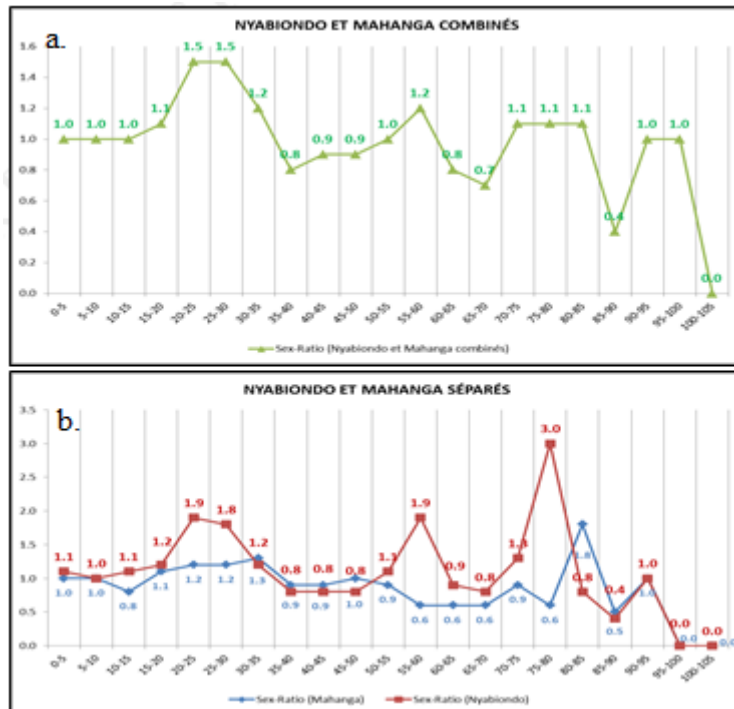 NYABIONDO ET MAHANGA COMBINÉS
a.
1.6
1.4
1.2
1.0
0.8
0.6
0.4
0.2
0.0
1.0 1.0 1.0 1.1 1.5 1.5 1.2 0.8 0.9 0.9 1.0 1.2 0.8 0.7 1.1 1.1 1.1 0.4 1.0 1.0 0.0
0-5 5-10 10-15 15-20 20-25 25-30 30-35 35-40 40-45 45-50 50-55 55-60 60-65 65-70 70-75 75-80 80-85 85-90 90-95 95-100 100-105
Sex-Ratio (Nyabiondo et Mahanga combinés)
NYABIONDO ET MAHANGA SÉPARÉS
b.
3.5
3.0
2.5
2.0
1.5
1.0
0.5
0.0
1.1 1.0 1.1 1.2 1.9 1.8 1.2 0.8 0.8 0.8 1.1 1.9 0.9 0.8 1.3 3.0 0.8 0.4 1.0 0.0 0.0
1.0 0.8 1.1 1.2 1.2 1.3 0.9 0.9 1.0 0.9 0.6 0.6 0.6 0.9 0.6 1.8 0.5 1.0 0.0 0.0
0-5 5-10 10-15 15-20 20-25 25-30 30-35 35-40 40-45 45-50 50-55 55-60 60-65 65-70 70-75 75-80 80-85 85-90 90-95 95-100 100-105
Sex-Ratio (Mahanga) Sex-Ratio (Nyabiondo)